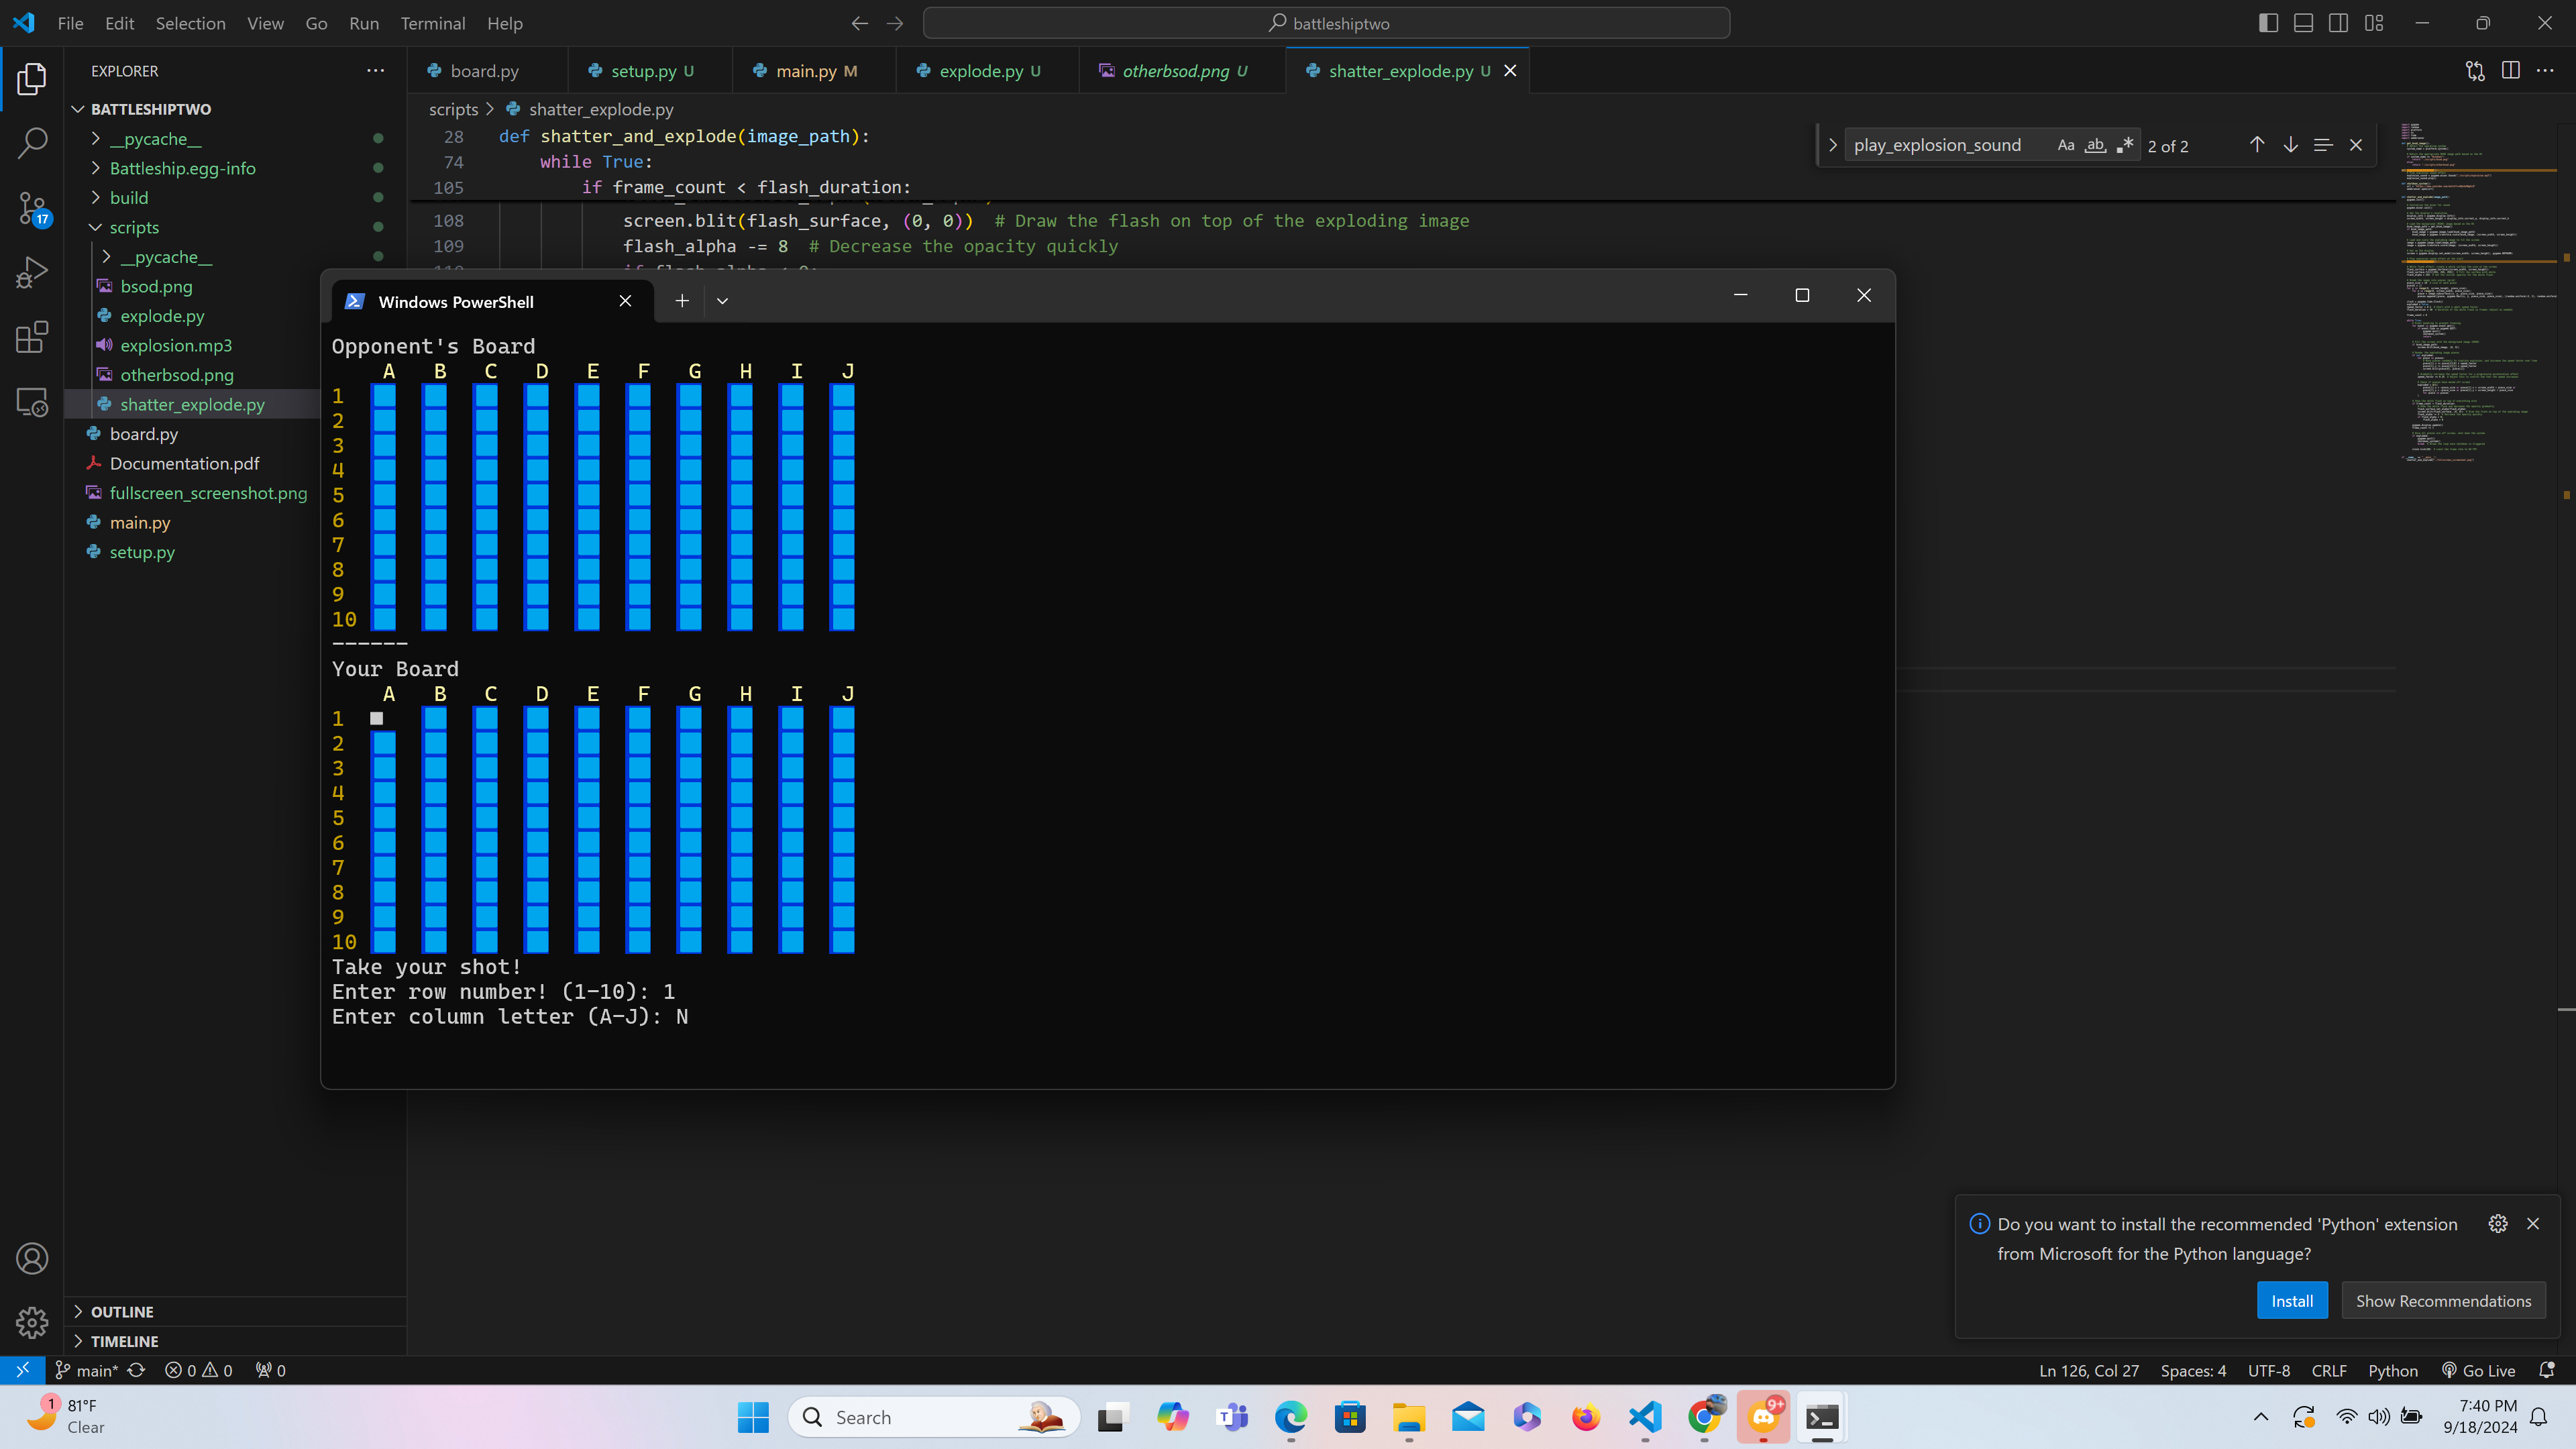 File Edit Selection View Go Run Terminal Help
battleshiptwo
EXPLORER
board.py
setup.py U
main.py M
explode.py U
otherbsod.png U
shatter_explode.py U
BATTLESHIPTWO
__pycache__
Battleship.egg-info
build
scripts
__pycache__
bsod.png
explode.py
explosion.mp3
otherbsod.png
shatter_explode.py
board.py
Documentation.pdf
fullscreen_screenshot.png
main.py
setup.py
OUTLINE
TIMELINE
17
scripts > shatter_explode.py
28 def shatter_and_explode(image_path):
74 while True:
105 if frame_count < flash_duration:
108 screen.blit(flash_surface, (0, 0)) # Draw the flash on top of the exploding image
109 flash_alpha -= 8 # Decrease the opacity quickly
play_explosion_sound Aa ab 2 of 2
Windows PowerShell
Opponent's Board
A B C D E F G H I J
1
2
3
4
5
6
7
8
9
10
------
Your Board
A B C D E F G H I J
1
2
3
4
5
6
7
8
9
10
Take your shot!
Enter row number! (1-10): 1
Enter column letter (A-J): N
Do you want to install the recommended 'Python' extension
from Microsoft for the Python language?
Install
Show Recommendations
main* 0 0 0
Ln 126, Col 27 Spaces: 4 UTF-8 CRLF Python Go Live
1
81°F
Clear
Search
9+
7:40 PM
9/18/2024